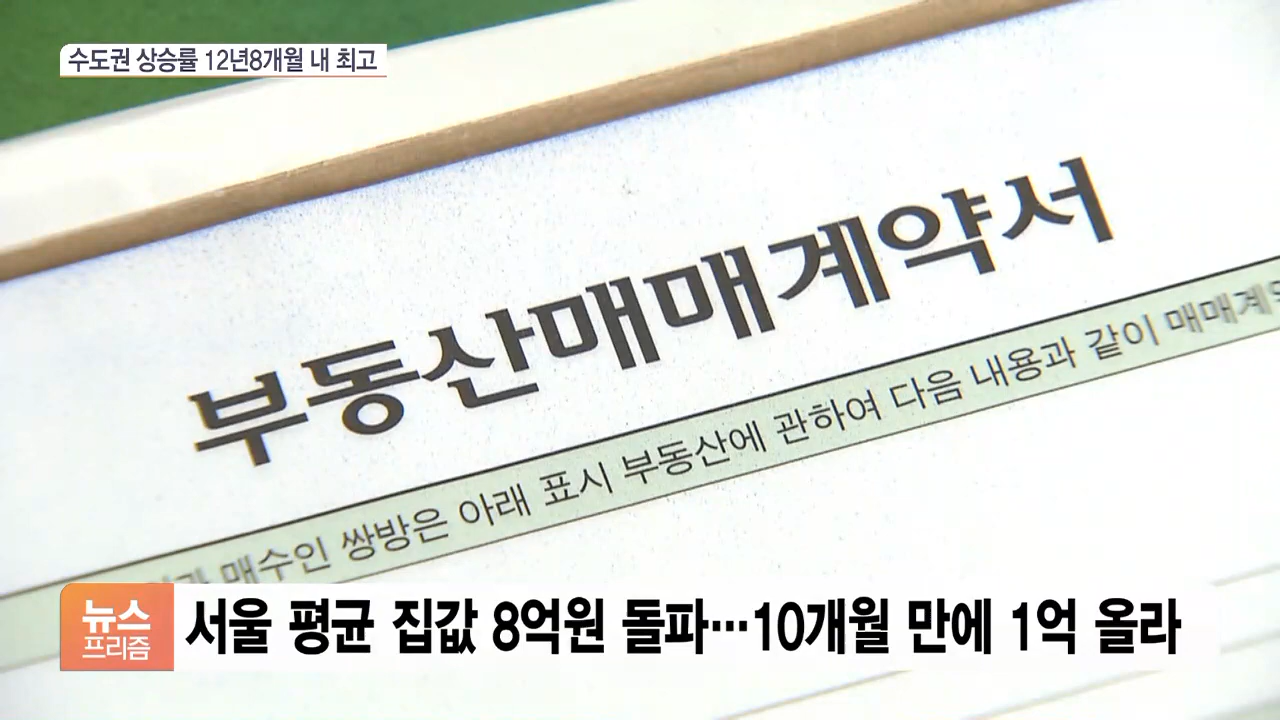 수도권 상승률 12년8개월 내 최고
부동산매매계약서
매수인 쌍방은 아래 표시 부동산에 관하여 다음 내용과 같이 매매계약
뉴스
프리즘
서울 평균 집값 8억원 돌파…10개월 만에 1억 올라